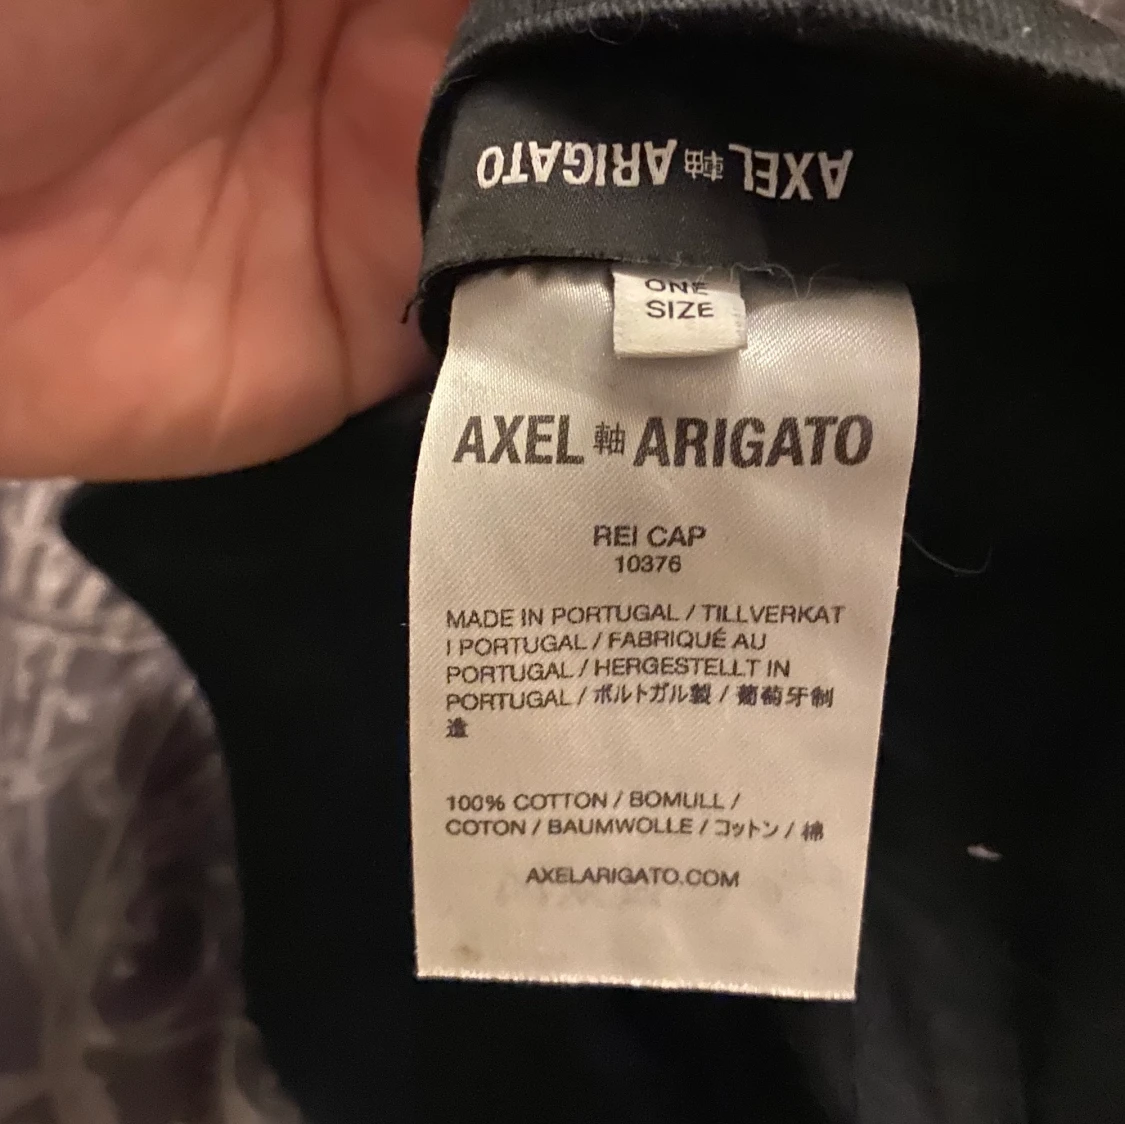 AXEL 軸 ARIGATO
ONE
SIZE
AXEL 軸 ARIGATO
REI CAP
10376
MADE IN PORTUGAL / TILLVERKAT
I PORTUGAL / FABRIQUÉ AU
PORTUGAL / HERGESTELLT IN
PORTUGAL / ポルトガル製 / 葡萄牙制
造
100% COTTON / BOMULL /
COTON / BAUMWOLLE / コットン / 棉
AXELARIGATO.COM